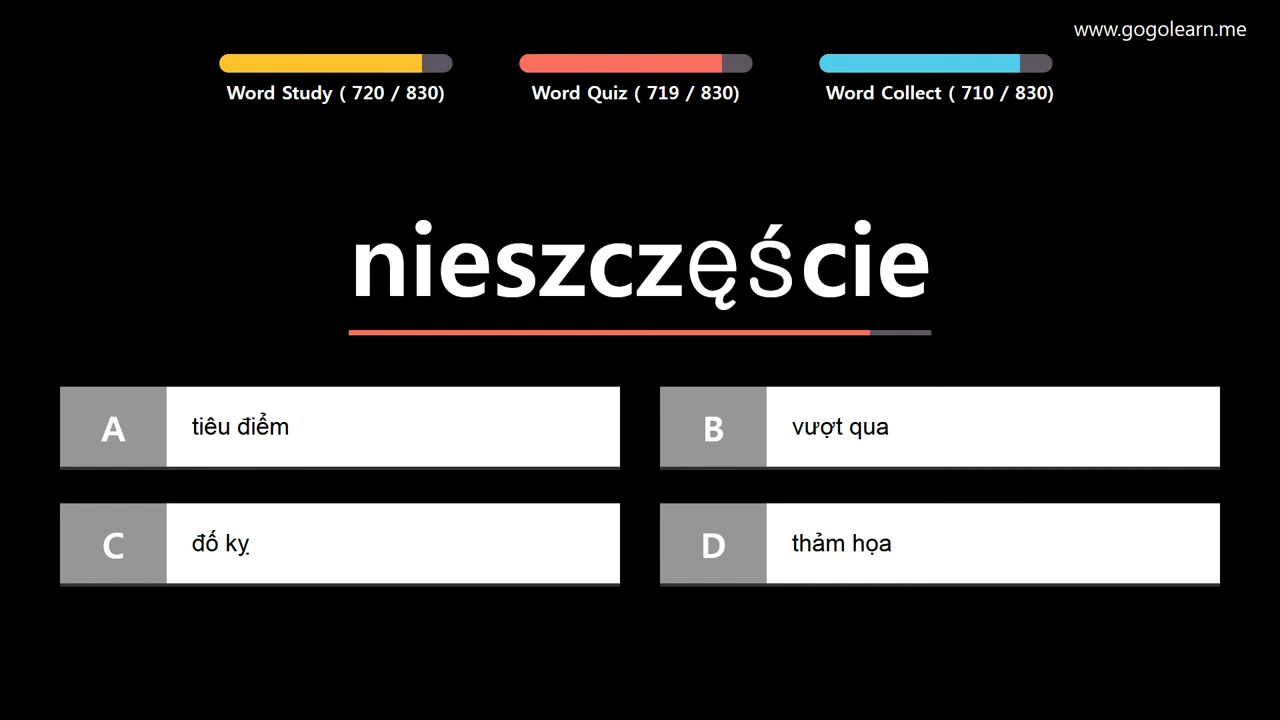 www.gogolearn.me
Word Study ( 720 / 830)
Word Quiz ( 719 / 830)
Word Collect ( 710 / 830)
nieszczęście
A tiêu điểm
B vượt qua
C đố kỵ
D thảm họa